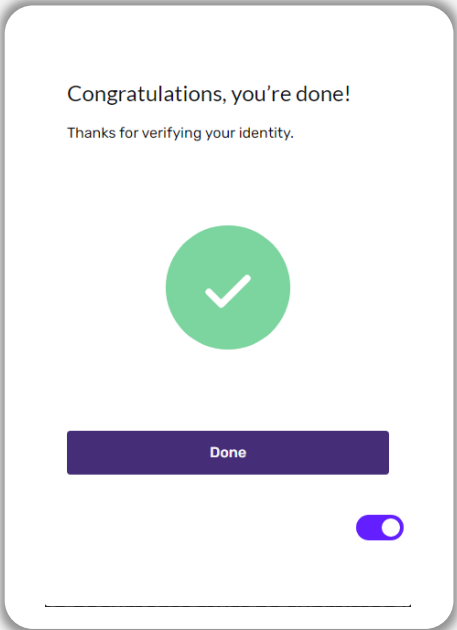 Congratulations, you’re done!
Thanks for verifying your identity.
Done